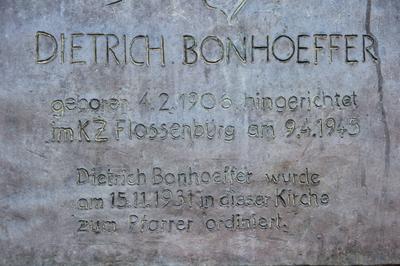 DIETRICH BONHOEFFER
geboren 4.2.1906, hingerichtet
im KZ Flossenbürg am 9.4.1945
Dietrich Bonhoeffer wurde
am 15.11.1931 in dieser Kirche
zum Pfarrer ordiniert.